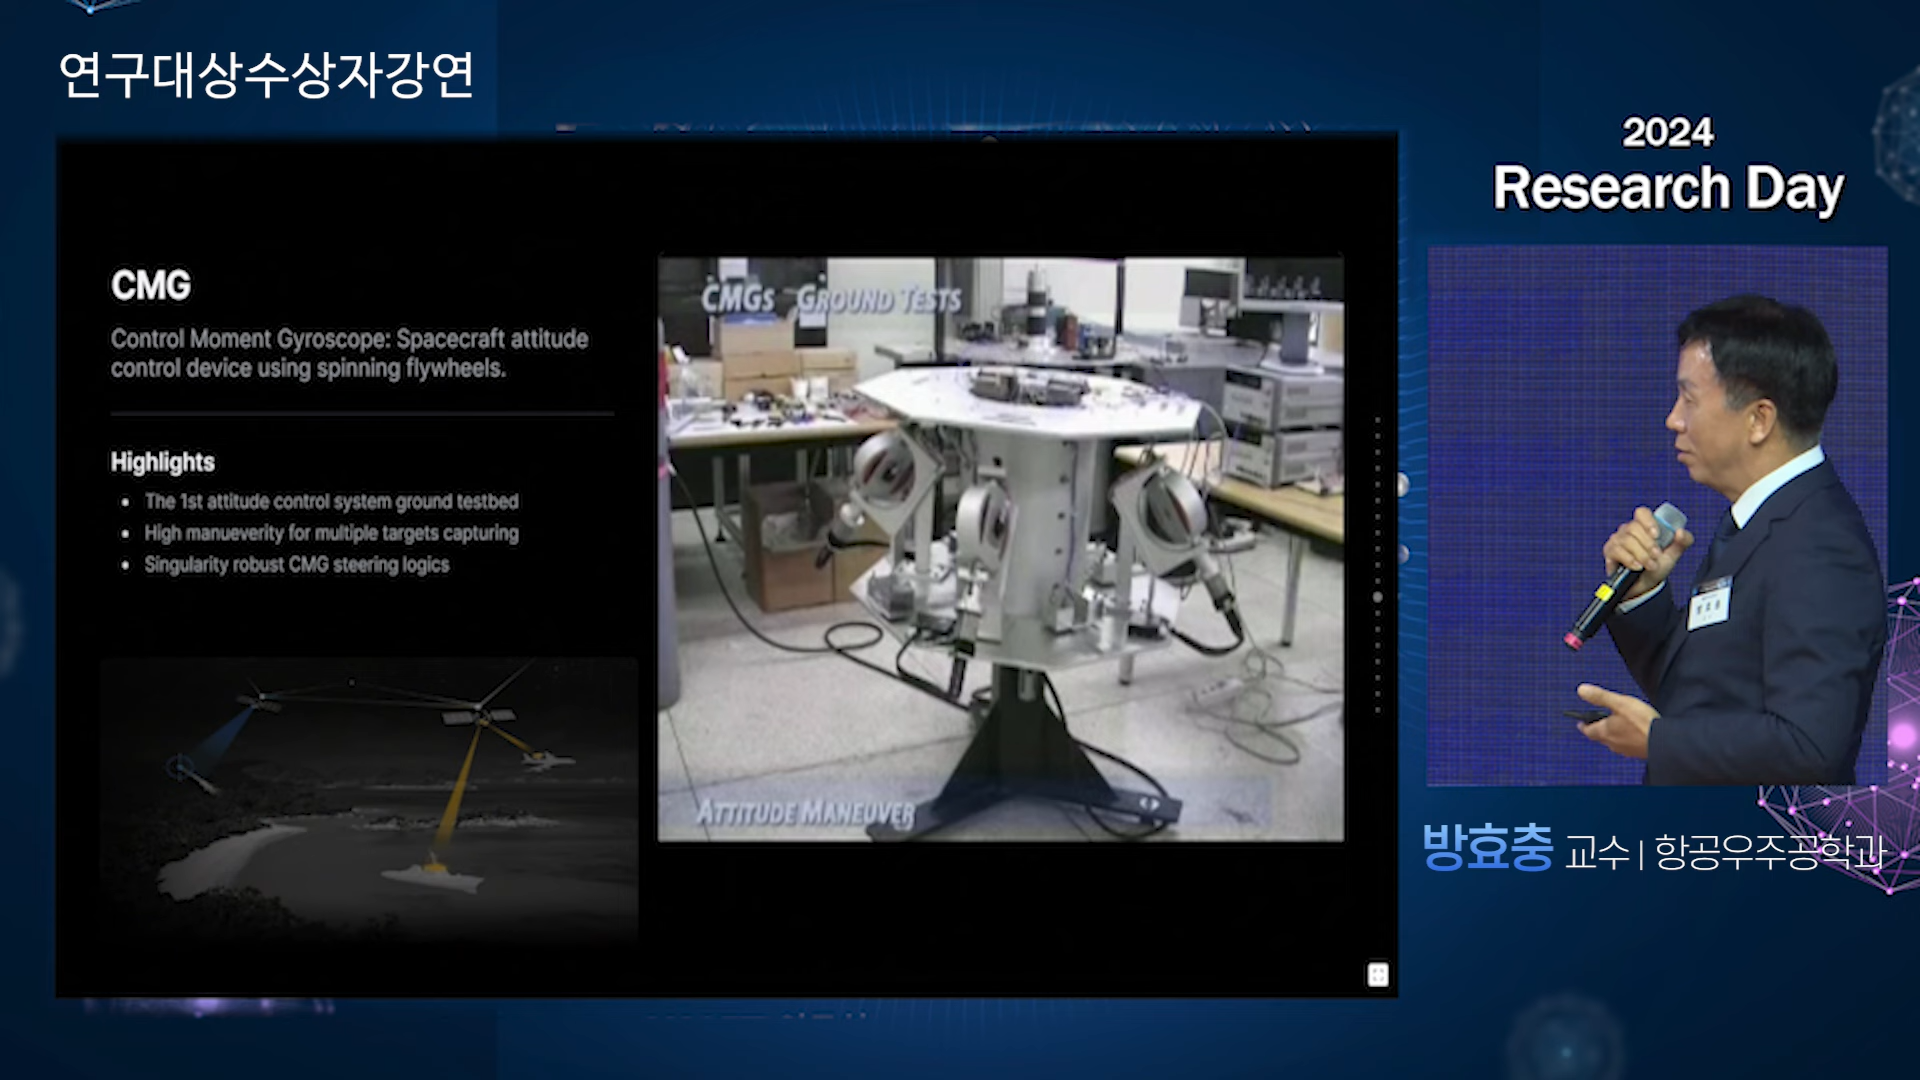 연구대상수상자강연
2024
Research Day
CMG
Control Moment Gyroscope: Spacecraft attitude
control device using spinning flywheels.
Highlights
• The 1st attitude control system ground testbed
• High manueverity for multiple targets capturing
• Singularity robust CMG steering logics
CMGs GROUND TESTS
ATTITUDE MANEUVER
방효충 교수 | 항공우주공학과